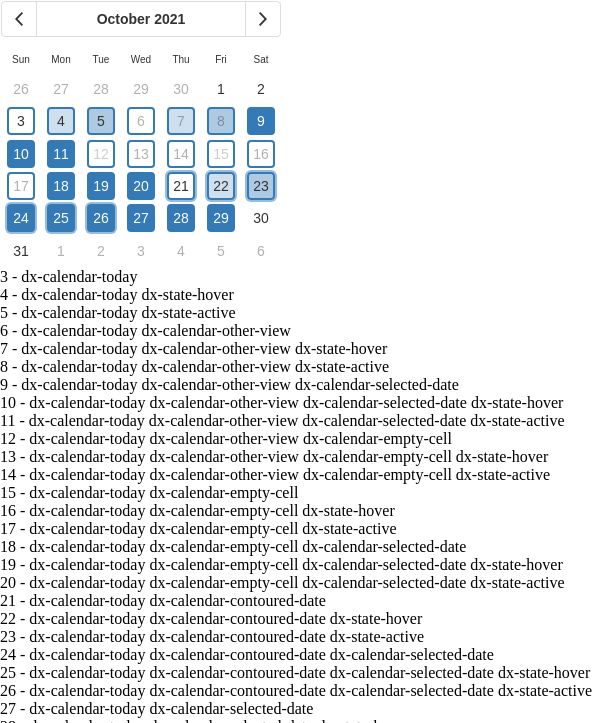 October 2021
Sun Mon Tue Wed Thu Fri Sat
26 27 28 29 30 1 2
3 4 5 6 7 8 9
10 11 12 13 14 15 16
17 18 19 20 21 22 23
24 25 26 27 28 29 30
31 1 2 3 4 5 6
3 - dx-calendar-today
4 - dx-calendar-today dx-state-hover
5 - dx-calendar-today dx-state-active
6 - dx-calendar-today dx-calendar-other-view
7 - dx-calendar-today dx-calendar-other-view dx-state-hover
8 - dx-calendar-today dx-calendar-other-view dx-state-active
9 - dx-calendar-today dx-calendar-other-view dx-calendar-selected-date
10 - dx-calendar-today dx-calendar-other-view dx-calendar-selected-date dx-state-hover
11 - dx-calendar-today dx-calendar-other-view dx-calendar-selected-date dx-state-active
12 - dx-calendar-today dx-calendar-other-view dx-calendar-empty-cell
13 - dx-calendar-today dx-calendar-other-view dx-calendar-empty-cell dx-state-hover
14 - dx-calendar-today dx-calendar-other-view dx-calendar-empty-cell dx-state-active
15 - dx-calendar-today dx-calendar-empty-cell
16 - dx-calendar-today dx-calendar-empty-cell dx-state-hover
17 - dx-calendar-today dx-calendar-empty-cell dx-state-active
18 - dx-calendar-today dx-calendar-empty-cell dx-calendar-selected-date
19 - dx-calendar-today dx-calendar-empty-cell dx-calendar-selected-date dx-state-hover
20 - dx-calendar-today dx-calendar-empty-cell dx-calendar-selected-date dx-state-active
21 - dx-calendar-today dx-calendar-contoured-date
22 - dx-calendar-today dx-calendar-contoured-date dx-state-hover
23 - dx-calendar-today dx-calendar-contoured-date dx-state-active
24 - dx-calendar-today dx-calendar-contoured-date dx-calendar-selected-date
25 - dx-calendar-today dx-calendar-contoured-date dx-calendar-selected-date dx-state-hover
26 - dx-calendar-today dx-calendar-contoured-date dx-calendar-selected-date dx-state-active
27 - dx-calendar-today dx-calendar-selected-date